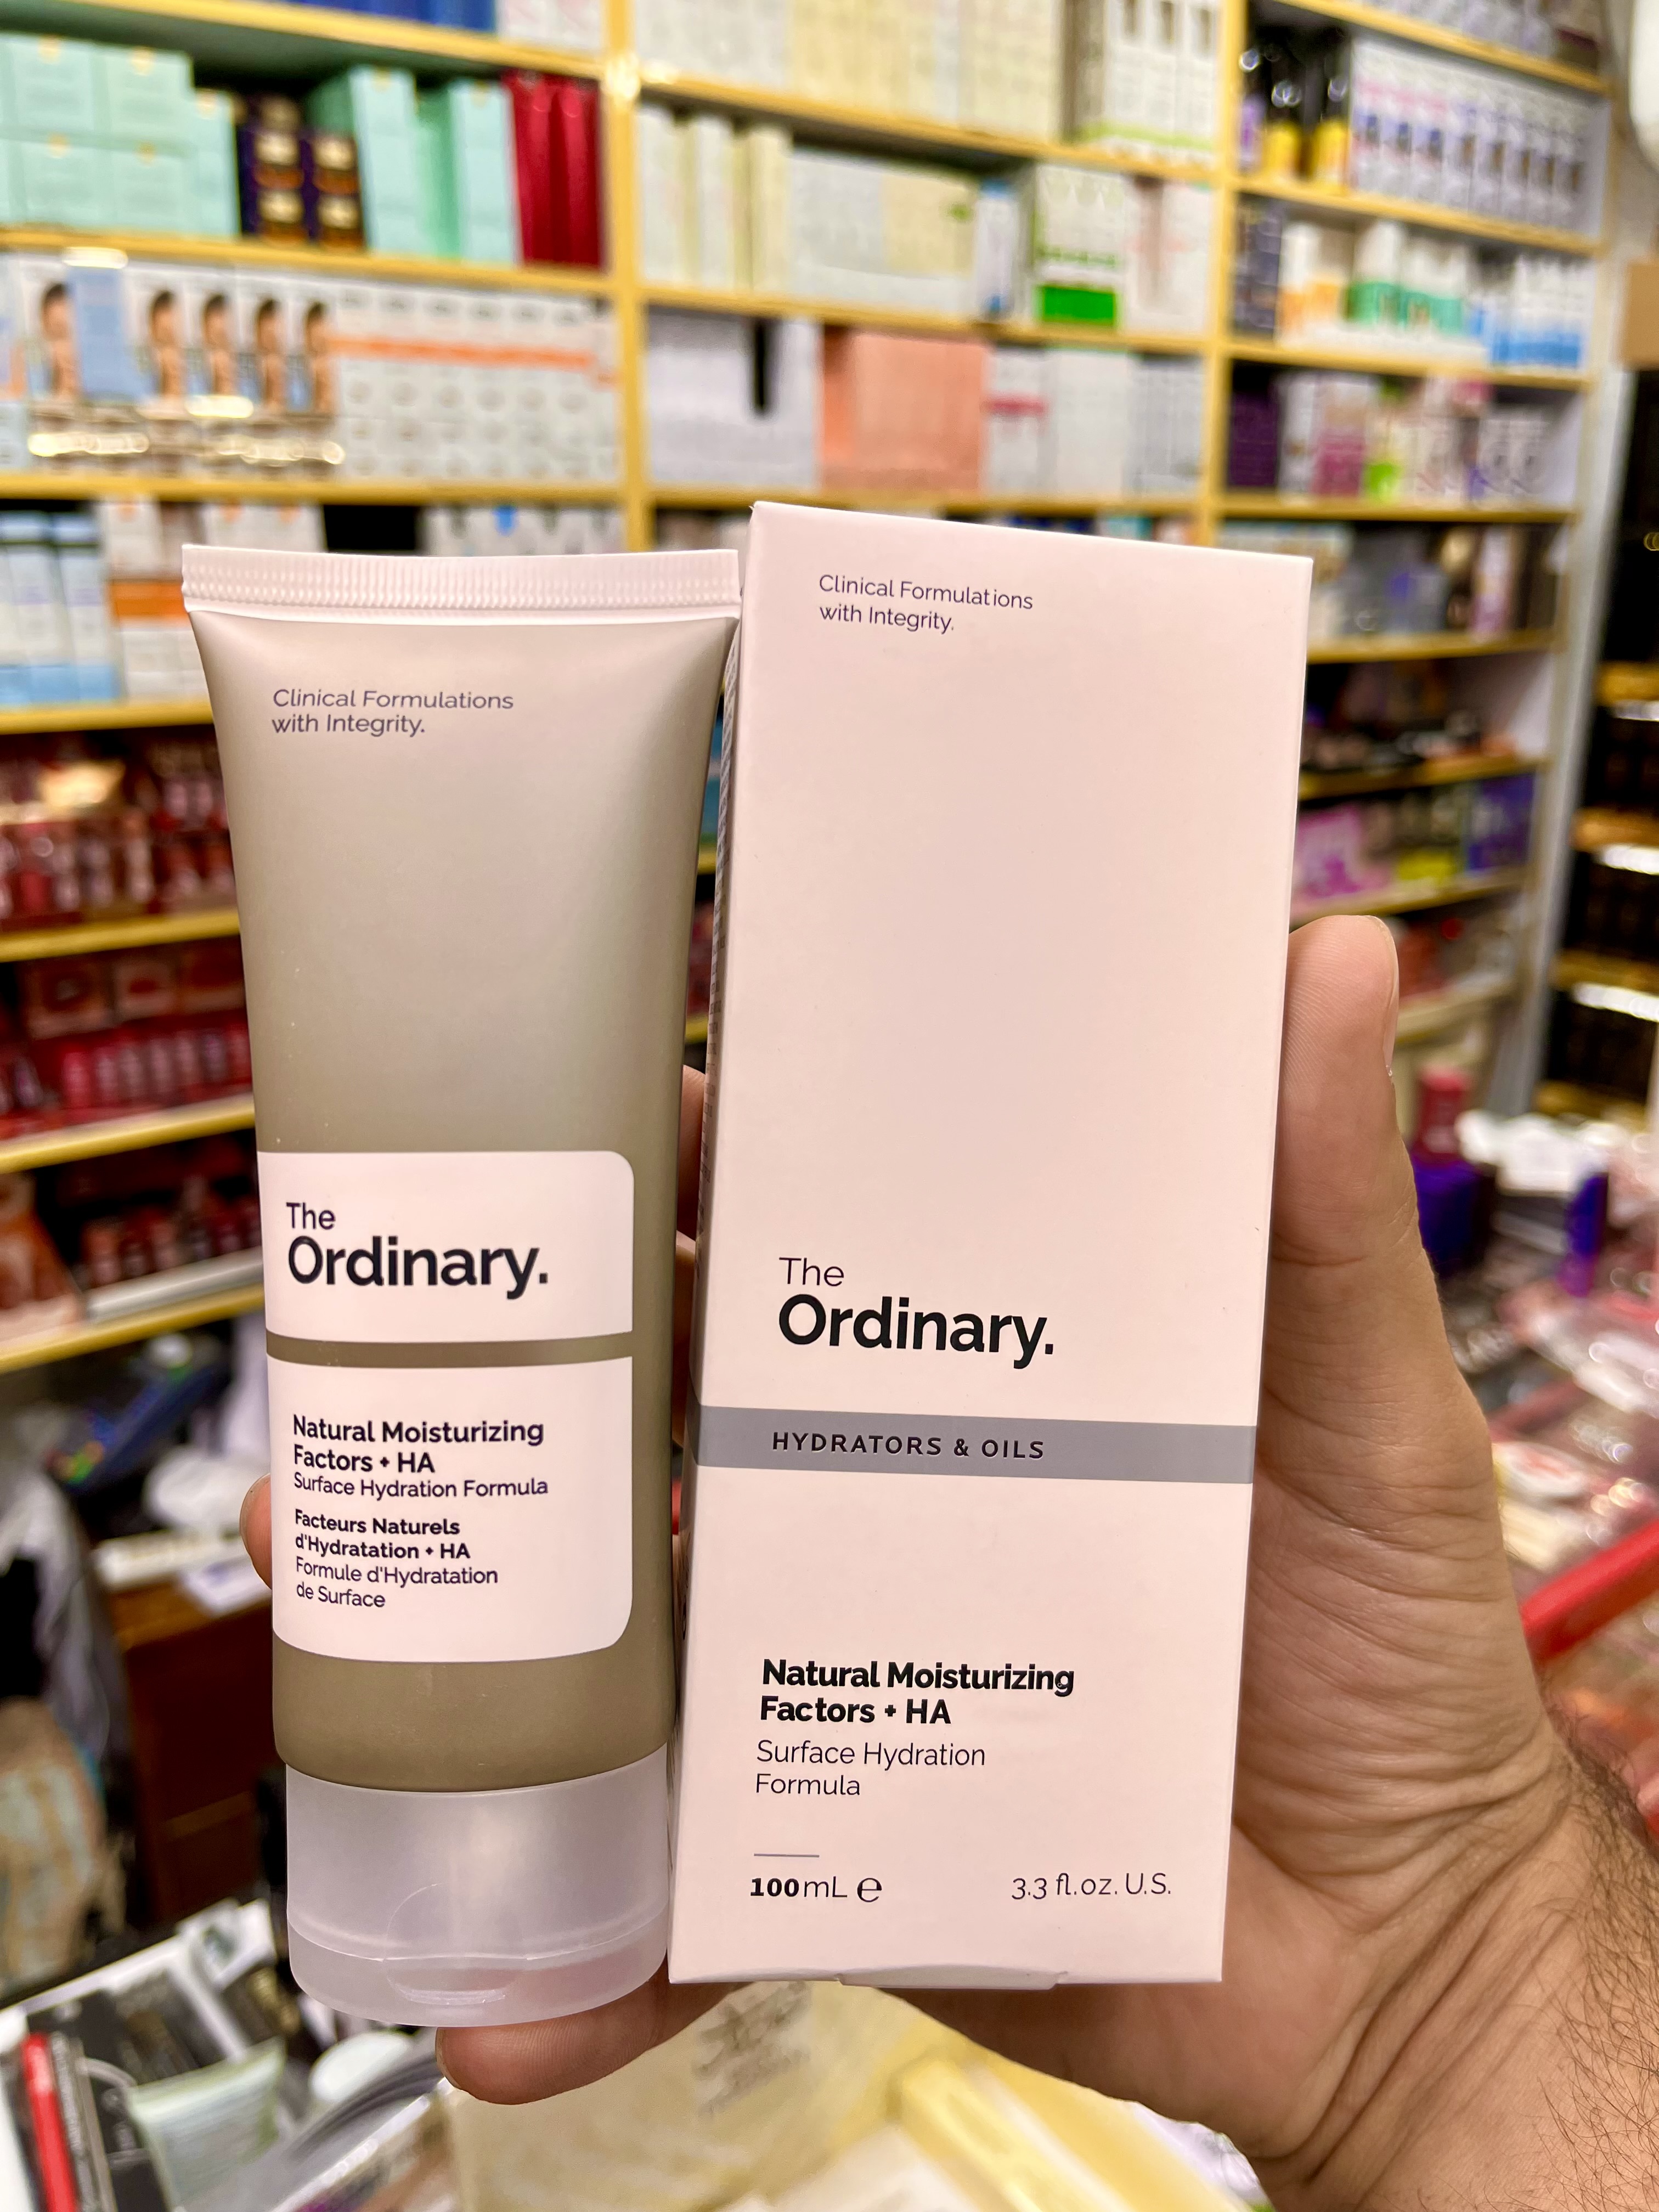 Clinical Formulations
with Integrity.
The
Ordinary.
Natural Moisturizing
Factors + HA
Surface Hydration Formula
Facteurs Naturels
d'Hydratation + HA
Formule d'Hydratation
de Surface
Clinical Formulations
with Integrity.
The
Ordinary.
HYDRATORS & OILS
Natural Moisturizing
Factors + HA
Surface Hydration
Formula
100mL ℮ 3.3 fl.oz. U.S.